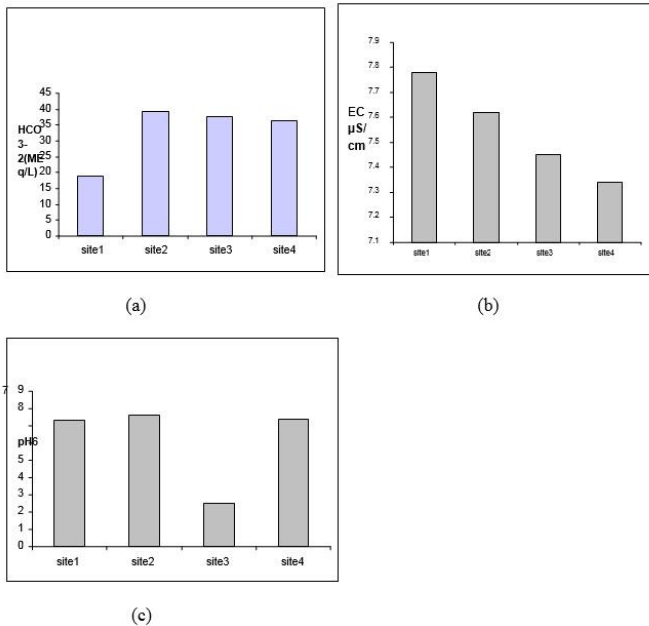 45
40
35
30
25
20
15
10
5
0
HCO
3-
2(ME
q/L)
site1 site2 site3 site4
(a)
7.9
7.8
7.7
7.6
7.5
7.4
7.3
7.2
7.1
EC
µS/
cm
site1 site2 site3 site4
(b)
7
9
8
pH6
5
4
3
2
1
0
site1 site2 site3 site4
(c)